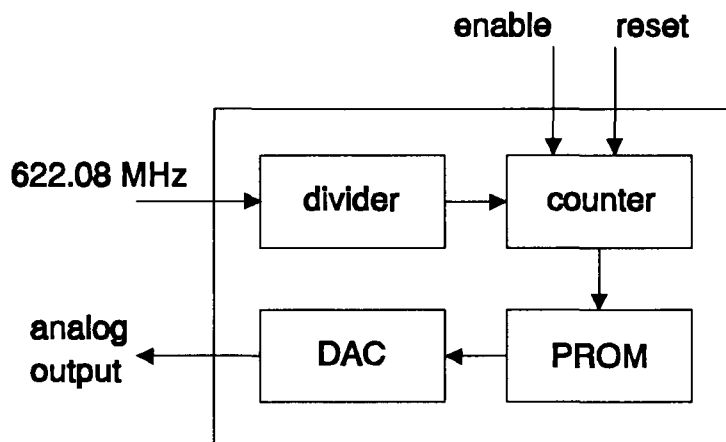 enable reset
622.08 MHz
divider
counter
analog
output
DAC
PROM